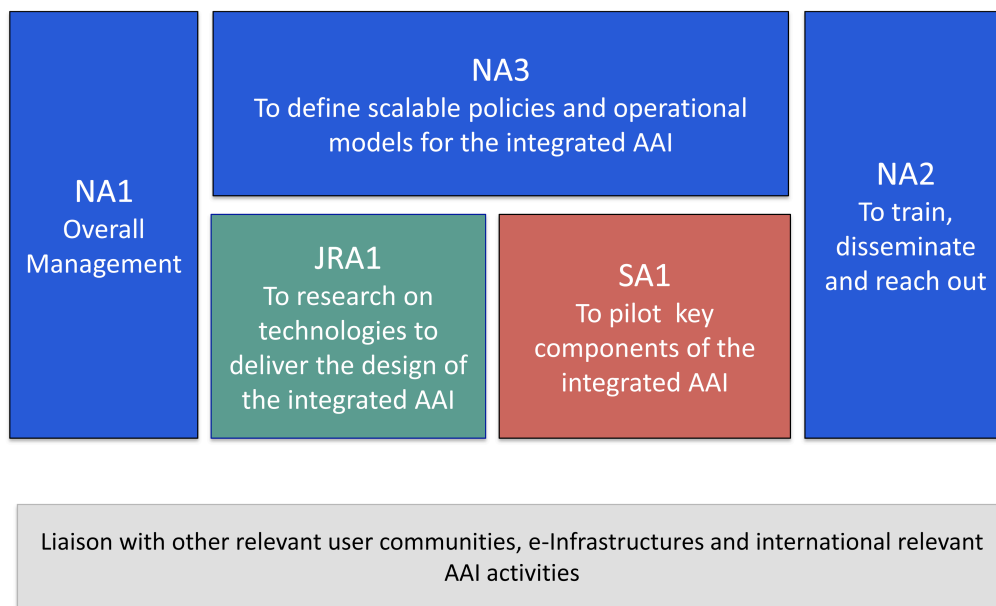 NA1
Overall
Management
NA3
To define scalable policies and operational
models for the integrated AAI
JRA1
To research on
technologies to
deliver the design of
the integrated AAI
SA1
To pilot  key
components of the
integrated AAI
NA2
To train,
disseminate
and reach out
Liaison with other relevant user communities, e-Infrastructures and international relevant
AAI activities